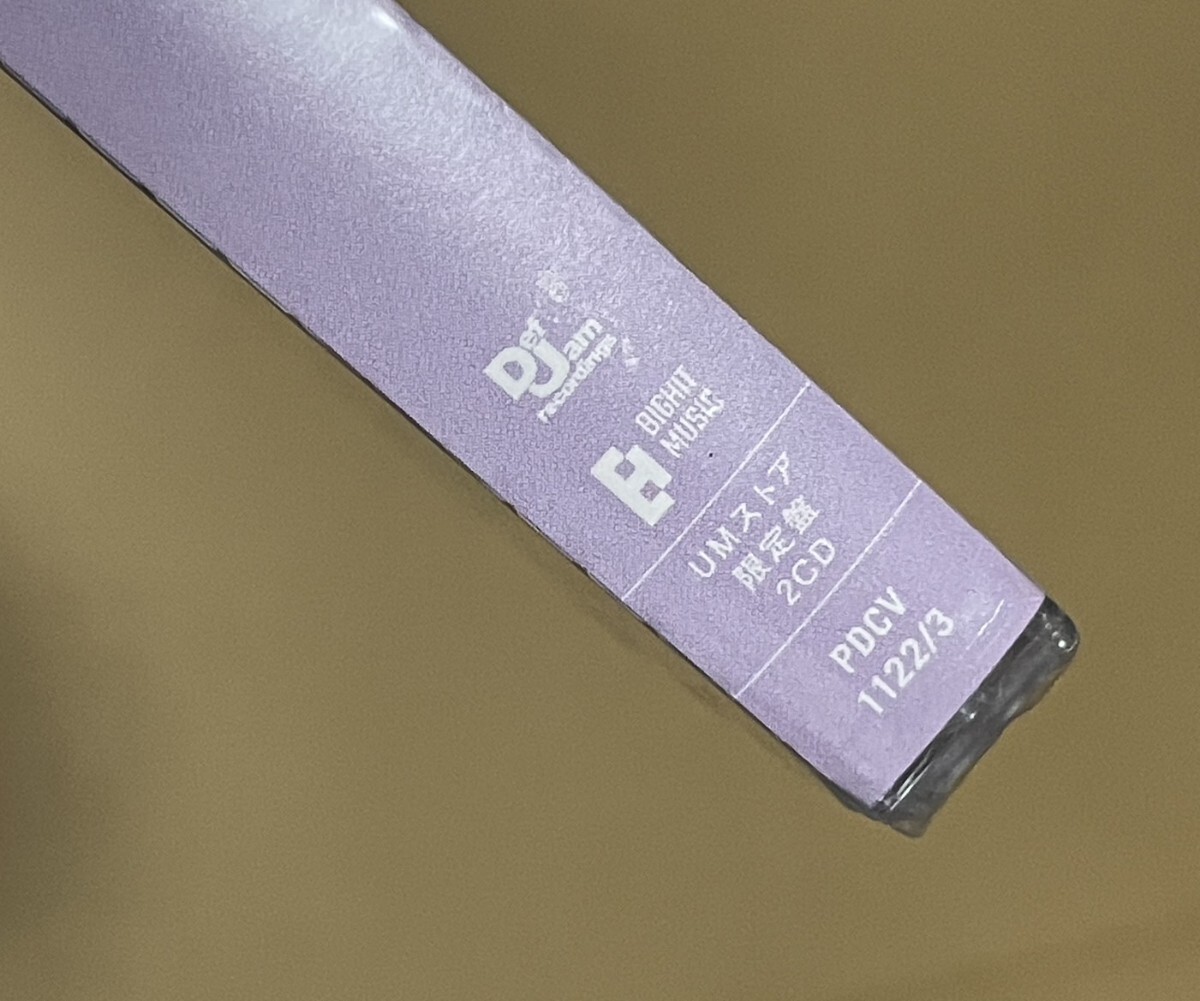 Def
Jam
recordings
BIGHIT
MUSIC
UMストア
限定盤
2CD
PDCV
1122/3